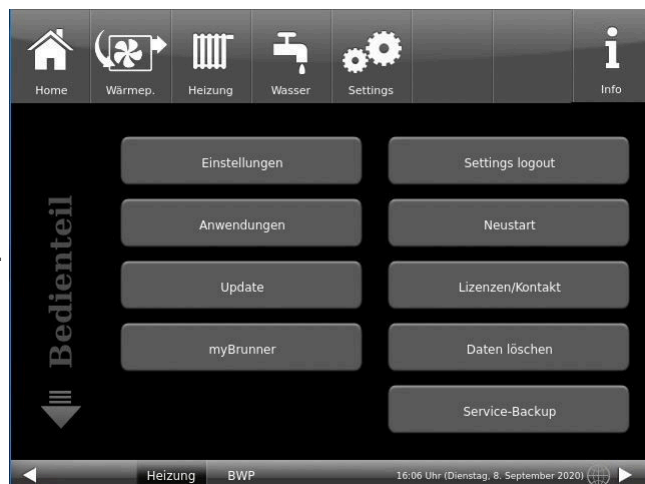 Home
Wärmep.
Heizung
Wasser
Settings
Info
Bedienteil
Einstellungen
Settings logout
Anwendungen
Neustart
Update
Lizenzen/Kontakt
myBrunner
Daten löschen
Service-Backup
Heizung BWP 16:06 Uhr (Dienstag, 8. September 2020)